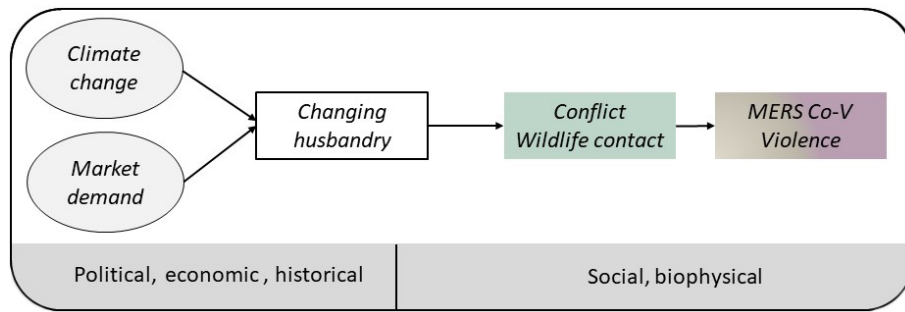 Climate
change
Market
demand
Changing
husbandry
Conflict
Wildlife contact
MERS Co-V
Violence
Political, economic , historical
Social, biophysical